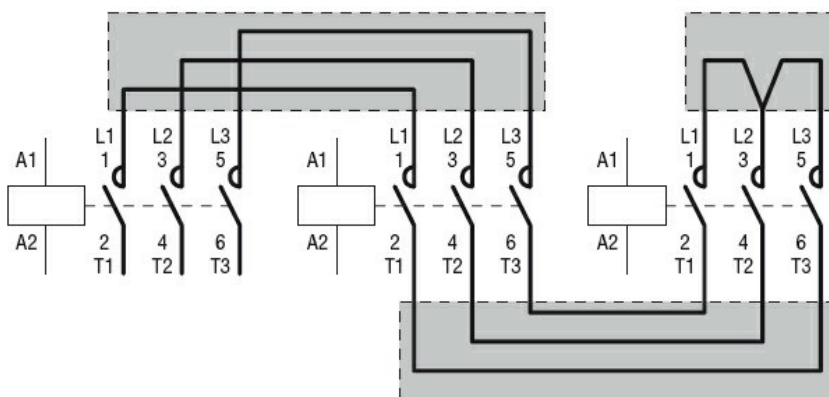 L1 L2 L3 L1 L2 L3 L1 L2 L3
A1 1 3 5 A1 1 3 5 A1 1 3 5
A2 2 4 6 A2 2 4 6 A2 2 4 6
T1 T2 T3 T1 T2 T3 T1 T2 T3